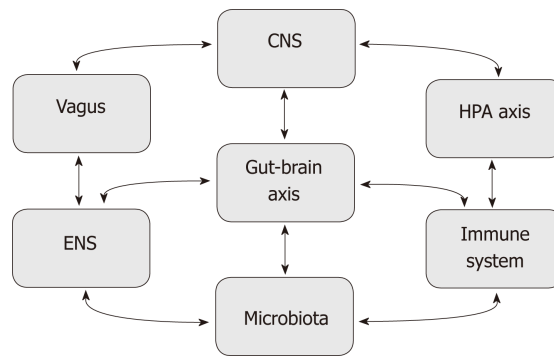 CNS
Vagus
HPA axis
Gut-brain
axis
ENS
Immune
system
Microbiota